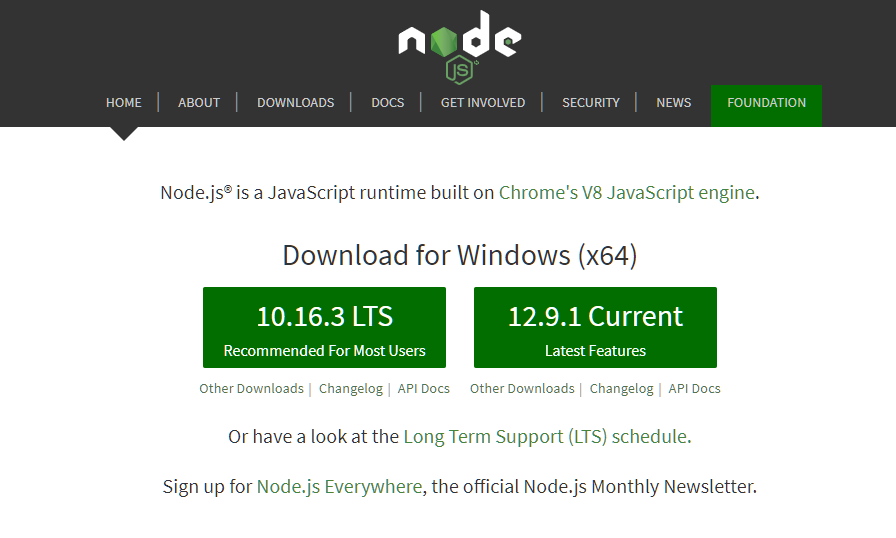 node
JS
HOME | ABOUT | DOWNLOADS | DOCS | GET INVOLVED | SECURITY | NEWS FOUNDATION
Node.js® is a JavaScript runtime built on Chrome's V8 JavaScript engine.
Download for Windows (x64)
10.16.3 LTS
Recommended For Most Users
12.9.1 Current
Latest Features
Other Downloads | Changelog | API Docs
Other Downloads | Changelog | API Docs
Or have a look at the Long Term Support (LTS) schedule.
Sign up for Node.js Everywhere, the official Node.js Monthly Newsletter.